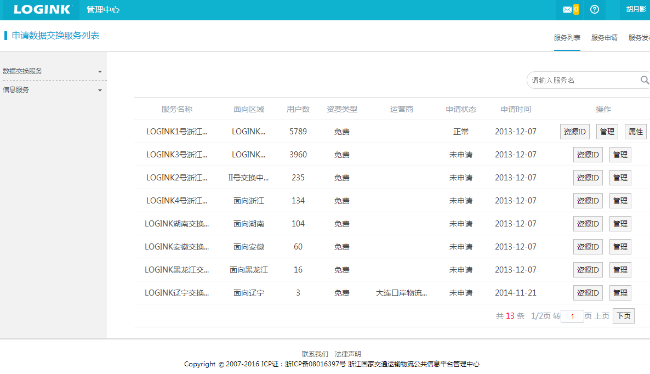 LOGINK 管理中心 0 胡月影
申请数据交换服务列表 服务列表 服务申请 服务发
数据交换服务
信息服务
请输入服务名
服务名称 面向区域 用户数 资费类型 运营商 申请状态 申请时间 操作
LOGINK1号浙江... LOGINK... 5789 免费 正常 2013-12-07 资源ID 管理 属性
LOGINK3号浙江... LOGINK... 3960 免费 未申请 2013-12-07 资源ID 管理
LOGINK2号浙江... II号交换中... 235 免费 未申请 2013-12-07 资源ID 管理
LOGINK4号浙江... 面向浙江 134 免费 未申请 2013-12-07 资源ID 管理
LOGINK湖南交换... 面向湖南 104 免费 未申请 2013-12-07 资源ID 管理
LOGINK安徽交换... 面向安徽 60 免费 未申请 2013-12-07 资源ID 管理
LOGINK黑龙江交... 面向黑龙江 16 免费 未申请 2013-12-07 资源ID 管理
LOGINK辽宁交换... 面向辽宁 3 免费 大连口岸物流... 未申请 2014-11-21 资源ID 管理
共 13 条 1/2页 转 1 页 上页 下页
联系我们 法律声明
Copyright © 2007-2016 ICP证：浙ICP备08016397号 浙江国家交通运输物流公共信息平台管理中心